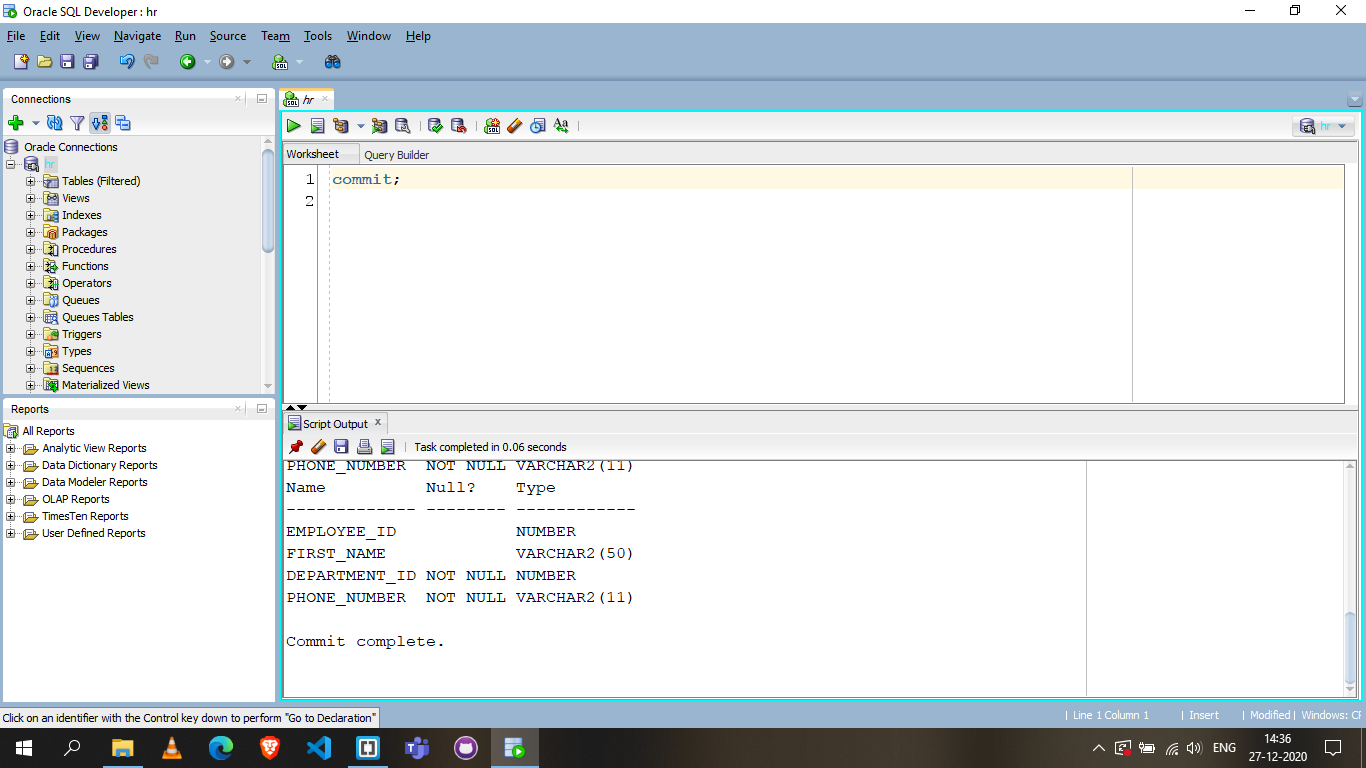 Oracle SQL Developer : hr
File Edit View Navigate Run Source Team Tools Window Help
Connections
Oracle Connections
hr
Tables (Filtered)
Views
Indexes
Packages
Procedures
Functions
Operators
Queues
Queues Tables
Triggers
Types
Sequences
Materialized Views
Reports
All Reports
Analytic View Reports
Data Dictionary Reports
Data Modeler Reports
OLAP Reports
TimesTen Reports
User Defined Reports
hr
hr
Worksheet Query Builder
1 commit;
2
Script Output
Task completed in 0.06 seconds
PHONE_NUMBER NOT NULL VARCHAR2(11)
Name Null? Type
------------- -------- ------------
EMPLOYEE_ID NUMBER
FIRST_NAME VARCHAR2(50)
DEPARTMENT_ID NOT NULL NUMBER
PHONE_NUMBER NOT NULL VARCHAR2(11)
Commit complete.
Click on an identifier with the Control key down to perform "Go to Declaration"
Line 1 Column 1 Insert Modified Windows: CF
ENG
14:36
27-12-2020